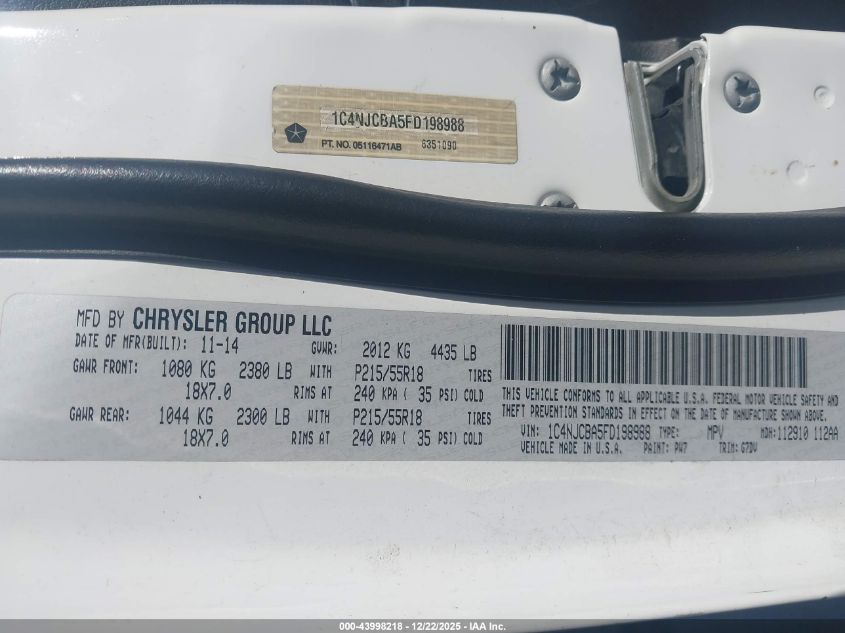 1C4NJCBA5FD198988
PT. NO. 05116471AB 6351090
MFD BY CHRYSLER GROUP LLC
DATE OF MFR(BUILT): 11-14 GVWR: 2012 KG 4435 LB
GAWR FRONT: 1080 KG 2380 LB WITH P215/55R18 TIRES
18X7.0 RIMS AT 240 KPA ( 35 PSI) COLD
GAWR REAR: 1044 KG 2300 LB WITH P215/55R18 TIRES
18X7.0 RIMS AT 240 KPA ( 35 PSI) COLD
THIS VEHICLE CONFORMS TO ALL APPLICABLE U.S.A. FEDERAL MOTOR VEHICLE SAFETY AND
THEFT PREVENTION STANDARDS IN EFFECT ON THE DATE OF MANUFACTURE SHOWN ABOVE.
VIN: 1C4NJCBA5FD198988 TYPE: MPV MDH:112910 112AA
VEHICLE MADE IN U.S.A. PAINT: PW7 TRIM: G7DV
000-43998218 - 12/22/2025 - IAA Inc.